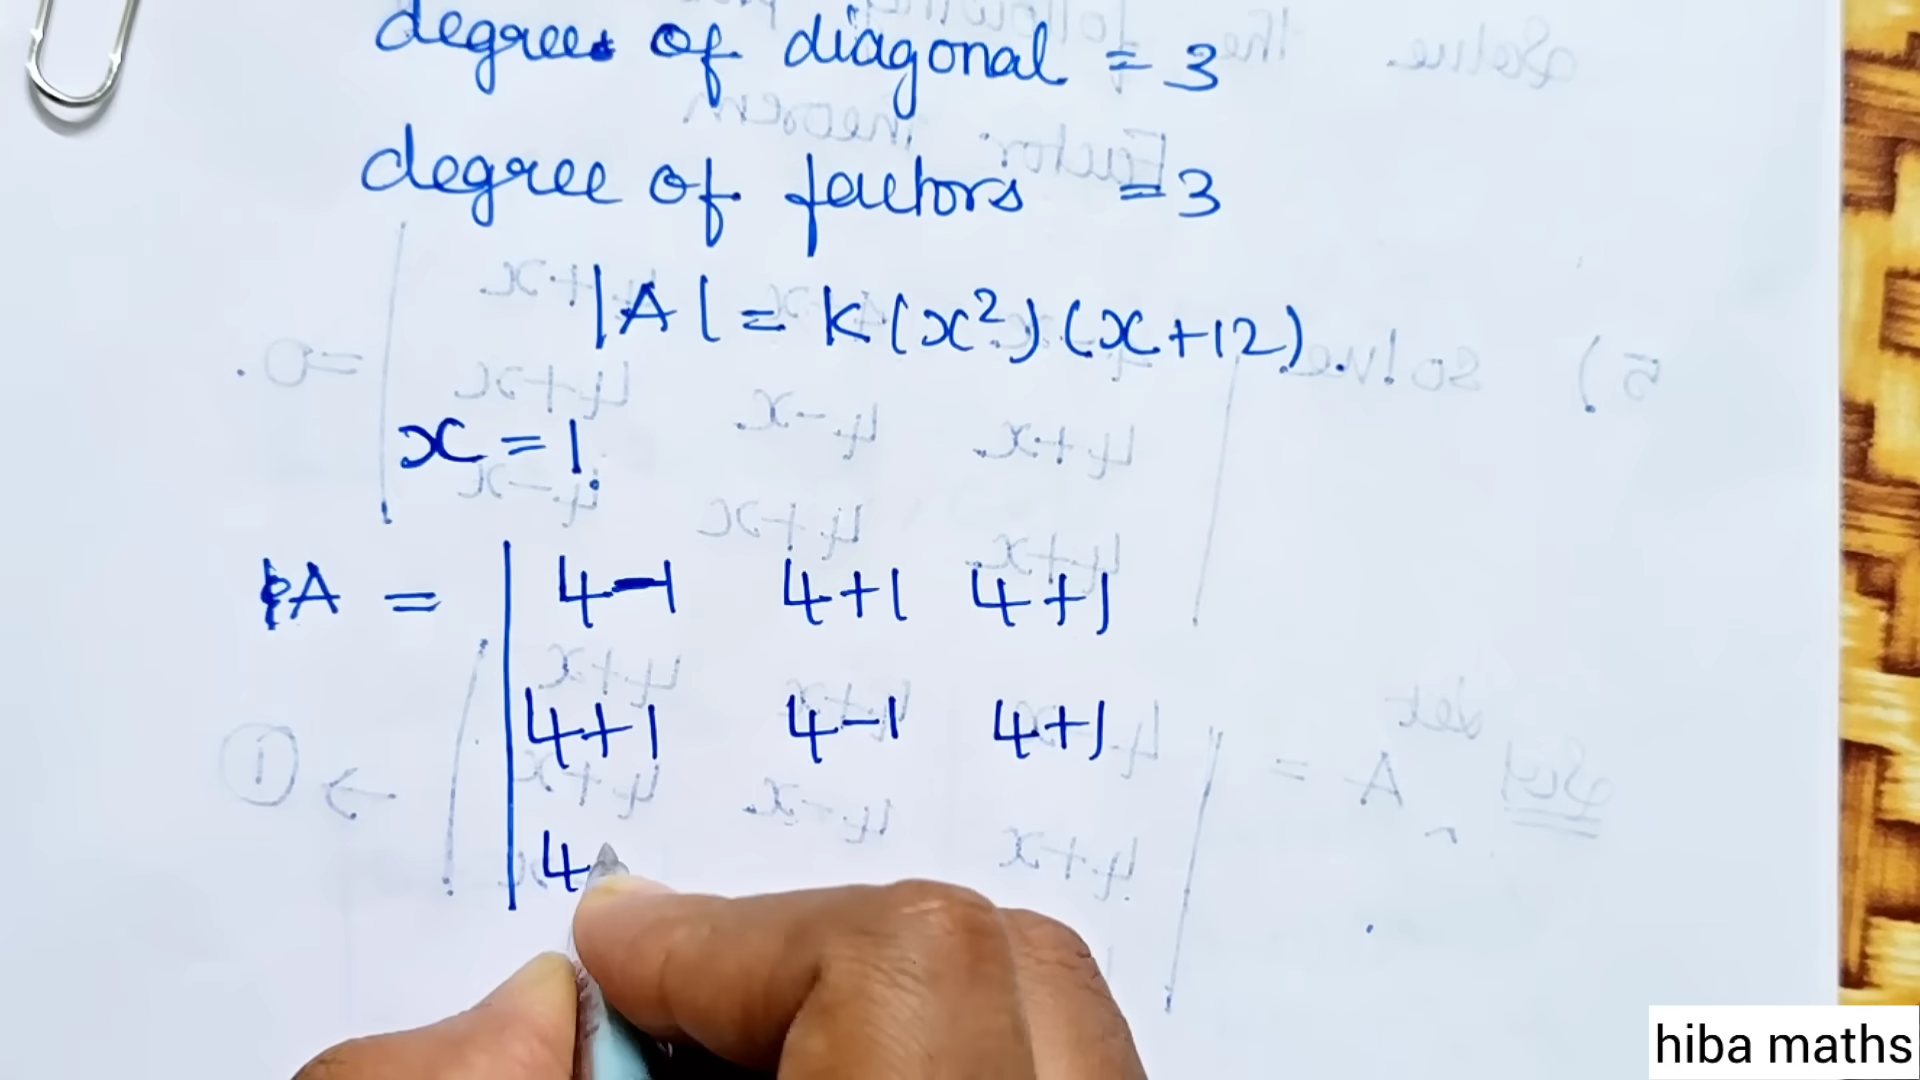 degree of diagonal = 3
degree of factors = 3
|A| = K(x²)(x+12).
x = 1.
A = | 4-1 4+1 4+1
4+1 4-1 4+1
4
hiba maths